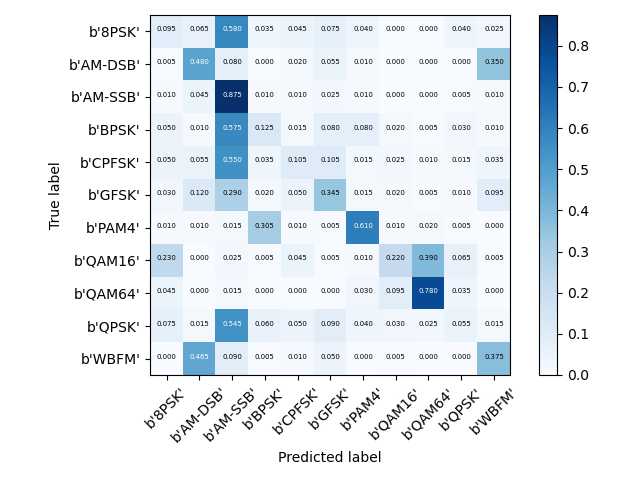 b'8PSK' 0.095 0.065 0.580 0.035 0.045 0.075 0.040 0.000 0.000 0.040 0.025
b'AM-DSB' 0.005 0.480 0.080 0.000 0.020 0.055 0.010 0.000 0.000 0.000 0.350
b'AM-SSB' 0.010 0.045 0.875 0.010 0.010 0.025 0.010 0.000 0.000 0.005 0.010
b'BPSK' 0.050 0.010 0.575 0.125 0.015 0.080 0.080 0.020 0.005 0.030 0.010
b'CPFSK' 0.050 0.055 0.550 0.035 0.105 0.105 0.015 0.025 0.010 0.015 0.035
b'GFSK' 0.030 0.120 0.290 0.020 0.050 0.345 0.015 0.020 0.005 0.010 0.095
b'PAM4' 0.010 0.010 0.015 0.305 0.010 0.005 0.610 0.010 0.020 0.005 0.000
b'QAM16' 0.230 0.000 0.025 0.005 0.045 0.005 0.010 0.220 0.390 0.065 0.005
b'QAM64' 0.045 0.000 0.015 0.000 0.000 0.000 0.030 0.095 0.780 0.035 0.000
b'QPSK' 0.075 0.015 0.545 0.060 0.050 0.090 0.040 0.030 0.025 0.055 0.015
b'WBFM' 0.000 0.465 0.090 0.005 0.010 0.050 0.000 0.005 0.000 0.000 0.375
True label
b'8PSK'
b'AM-DSB'
b'AM-SSB'
b'BPSK'
b'CPFSK'
b'GFSK'
b'PAM4'
b'QAM16'
b'QAM64'
b'QPSK'
b'WBFM'
Predicted label
0.8
0.7
0.6
0.5
0.4
0.3
0.2
0.1
0.0